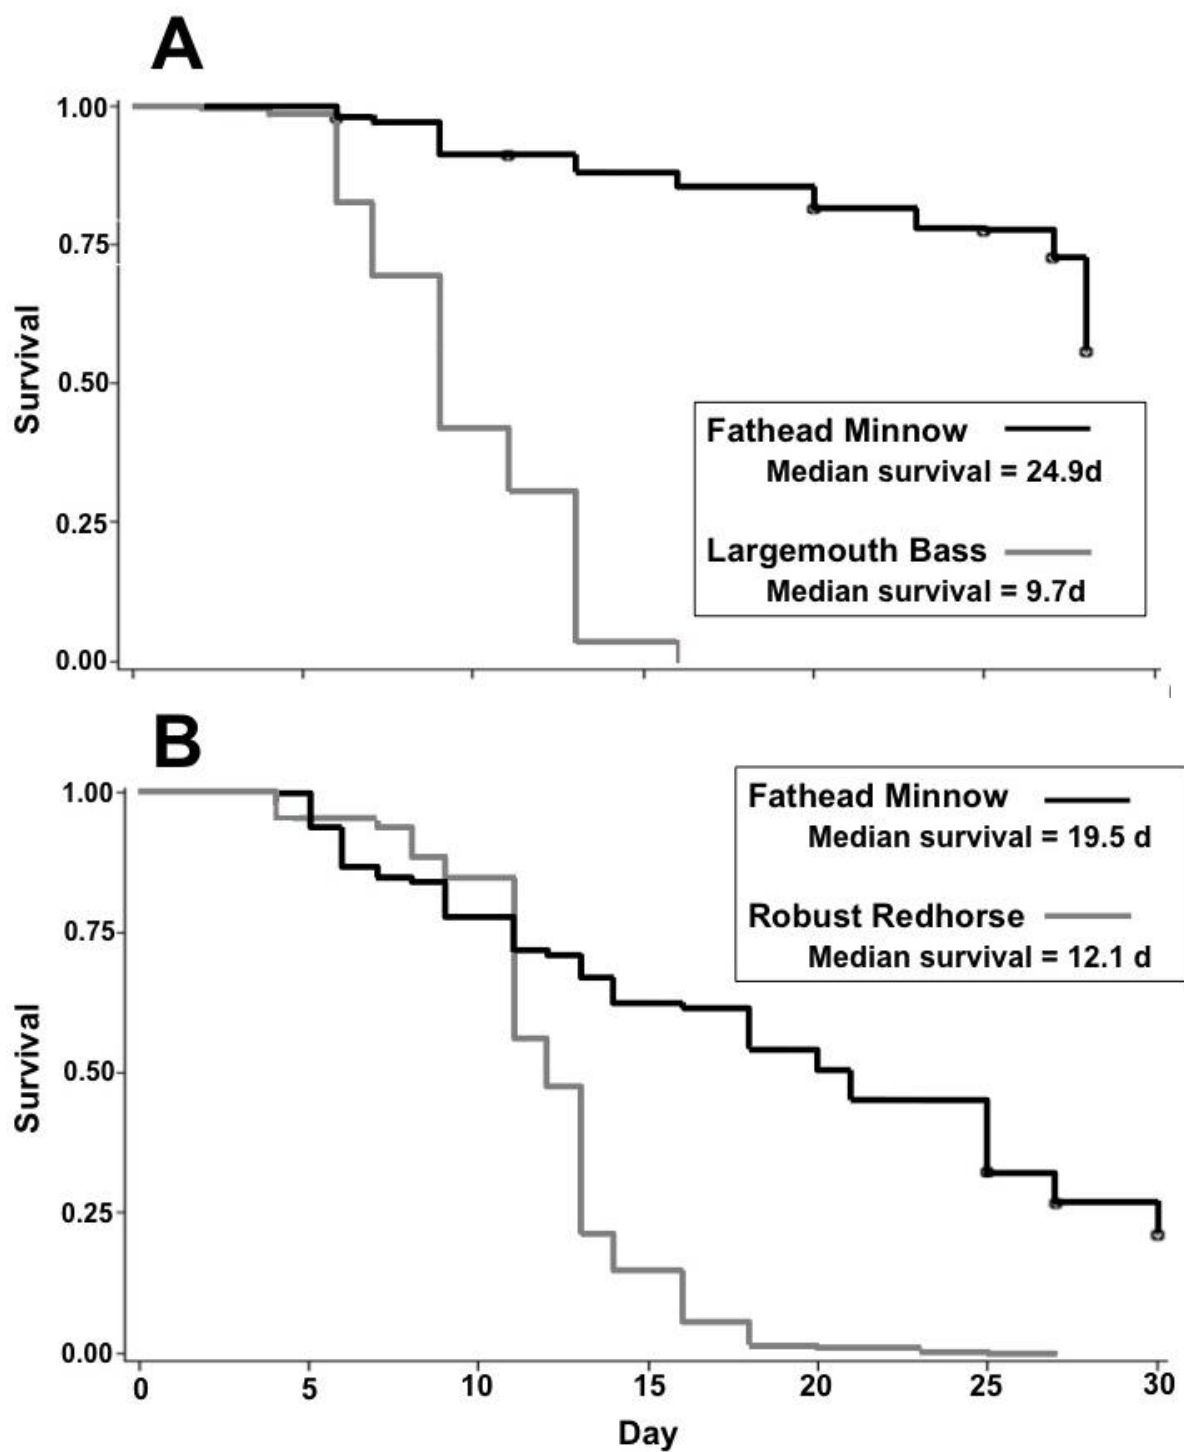 A
1.00
0.75
0.50
0.25
0.00
Survival
Fathead Minnow
Median survival = 24.9d
Largemouth Bass
Median survival = 9.7d
B
1.00
0.75
0.50
0.25
0.00
Survival
Fathead Minnow
Median survival = 19.5 d
Robust Redhorse
Median survival = 12.1 d
0 5 10 15 20 25 30
Day